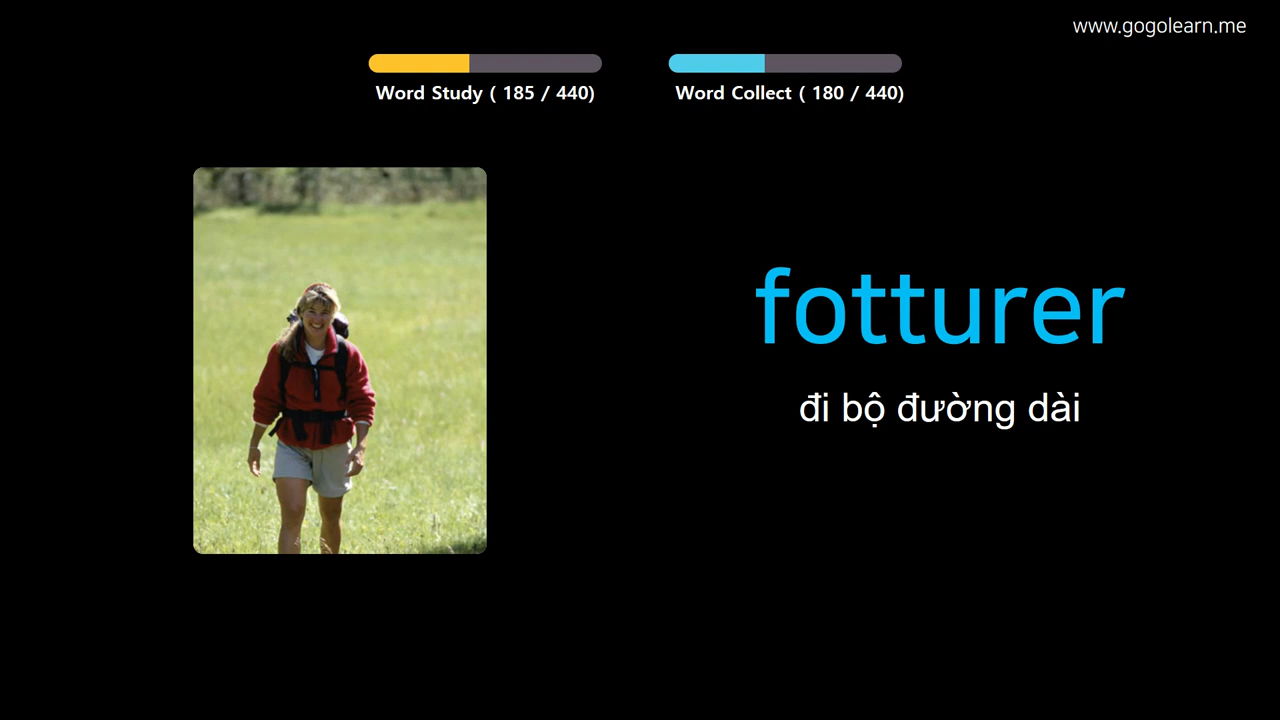 www.gogolearn.me
Word Study ( 185 / 440)
Word Collect ( 180 / 440)
fotturer
đi bộ đường dài